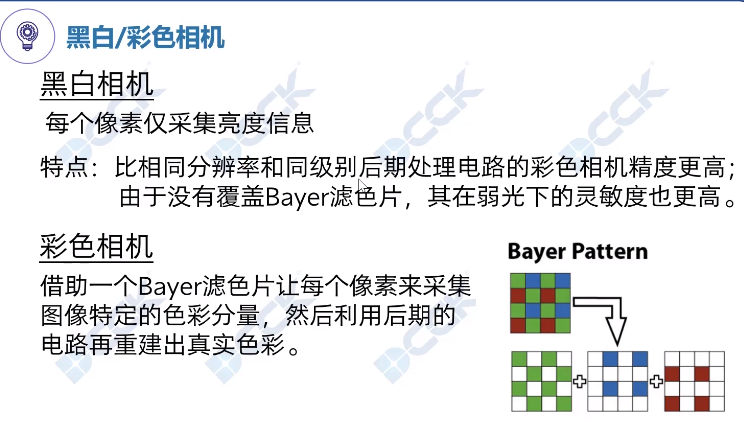 黑白/彩色相机
黑白相机
每个像素仅采集亮度信息
特点：比相同分辨率和同级别后期处理电路的彩色相机精度更高；
由于没有覆盖Bayer滤色片，其在弱光下的灵敏度也更高。
彩色相机
借助一个Bayer滤色片让每个像素来采集
图像特定的色彩分量，然后利用后期的
电路再重建出真实色彩。
Bayer Pattern
DCCK
DCCK
DCCK
DCCK
DCCK
DCCK